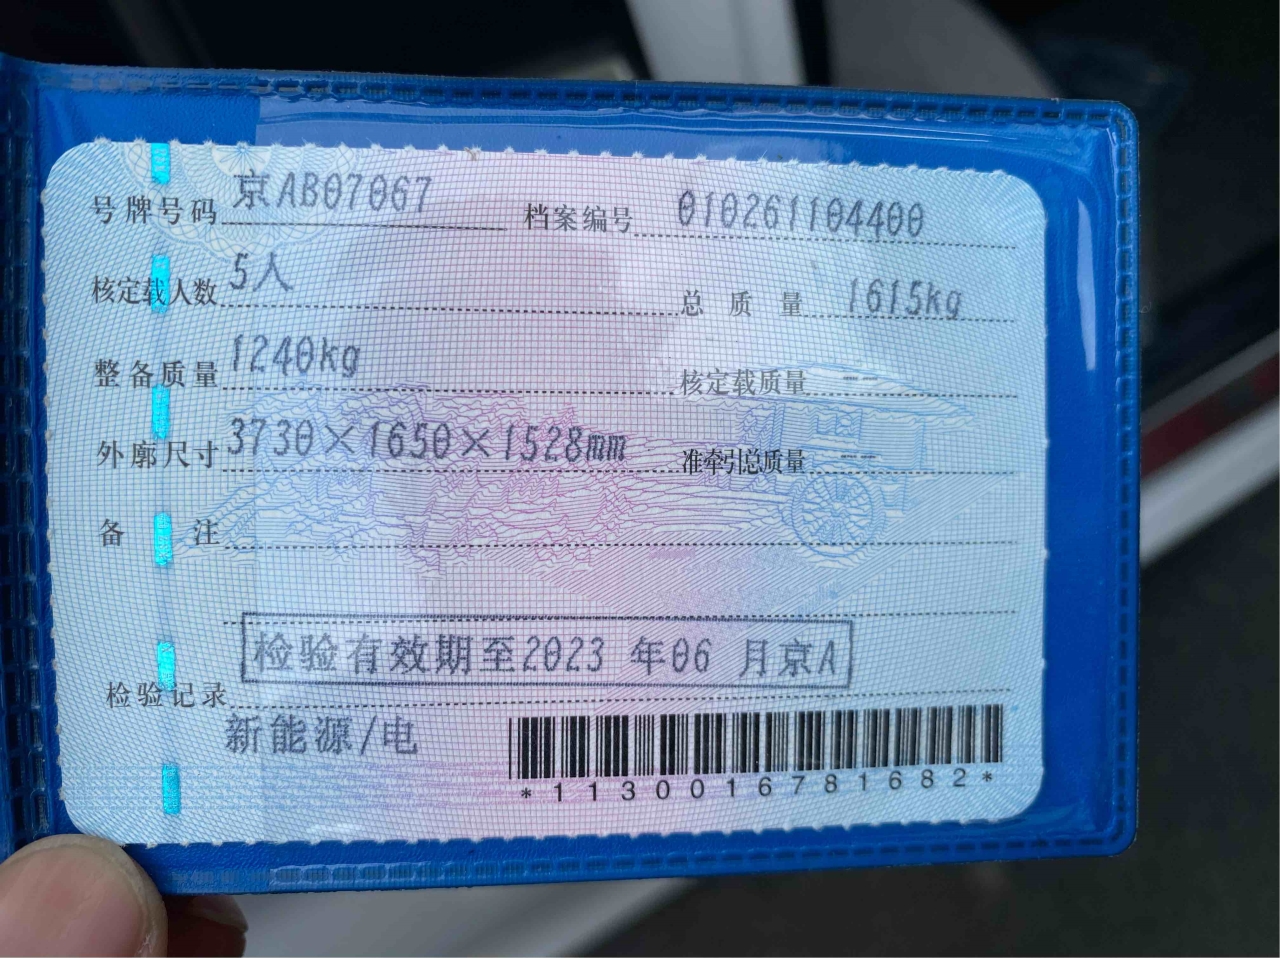 号牌号码 京AB07067 档案编号 010261104400
核定载人数 5人 总质量 1615kg
整备质量 1240kg 核定载质量 --
外廓尺寸 3730×1650×1528mm 准牵引总质量 --
备注
检验有效期至2023 年06 月京A
检验记录
新能源/电
*1130016781682*